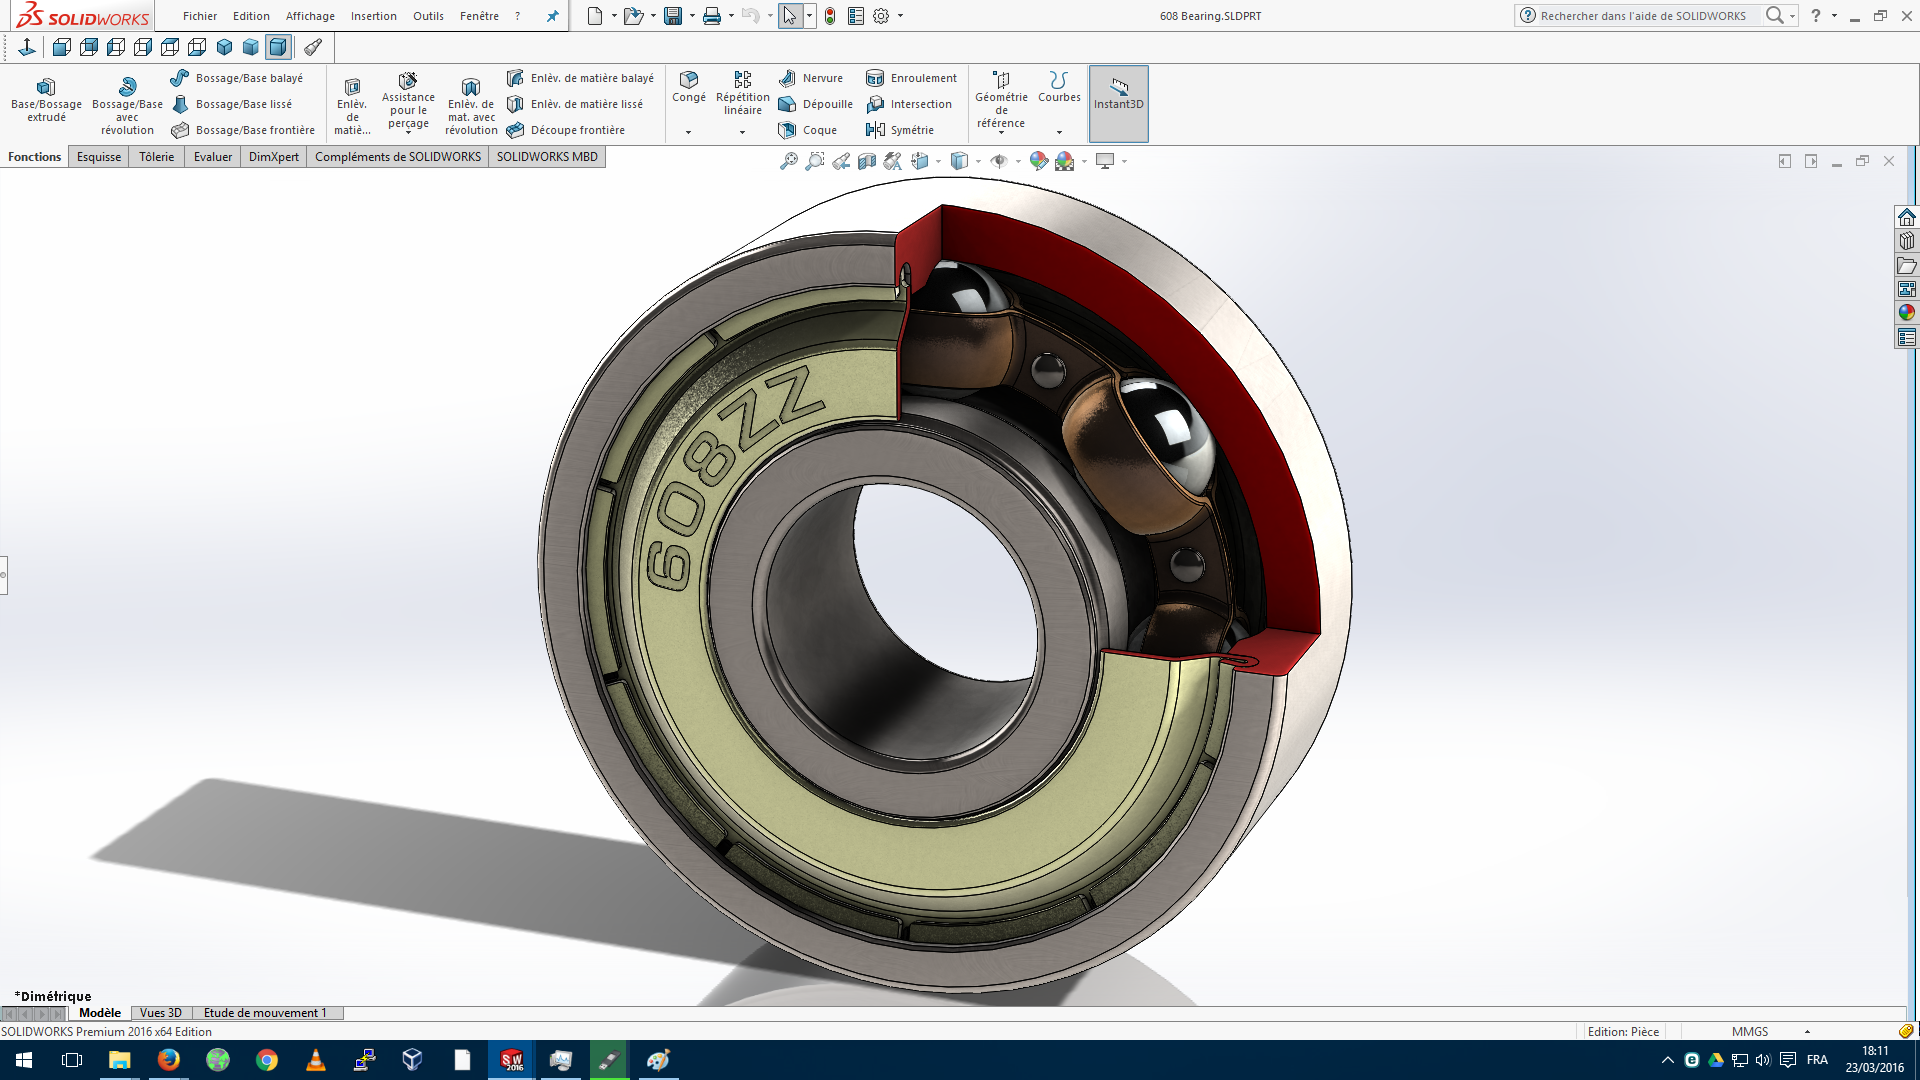 SOLIDWORKS
Fichier Edition Affichage Insertion Outils Fenêtre ?
608 Bearing.SLDPRT
Rechercher dans l'aide de SOLIDWORKS
?
Base/Bossage extrudé
Bossage/Base avec révolution
Bossage/Base balayé
Bossage/Base lissé
Bossage/Base frontière
Enlèv. de matiè...
Assistance pour le perçage
Enlèv. de mat. avec révolution
Enlèv. de matière balayé
Enlèv. de matière lissé
Découpe frontière
Congé
Répétition linéaire
Nervure
Dépouille
Coque
Enroulement
Intersection
Symétrie
Géométrie de référence
Courbes
Instant3D
Fonctions Esquisse Tôlerie Evaluer DimXpert Compléments de SOLIDWORKS SOLIDWORKS MBD
608ZZ
*Dimétrique
Modèle Vues 3D Etude de mouvement 1
SOLIDWORKS Premium 2016 x64 Edition
Edition: Pièce
MMGS
SW
2016
FRA
18:11
23/03/2016